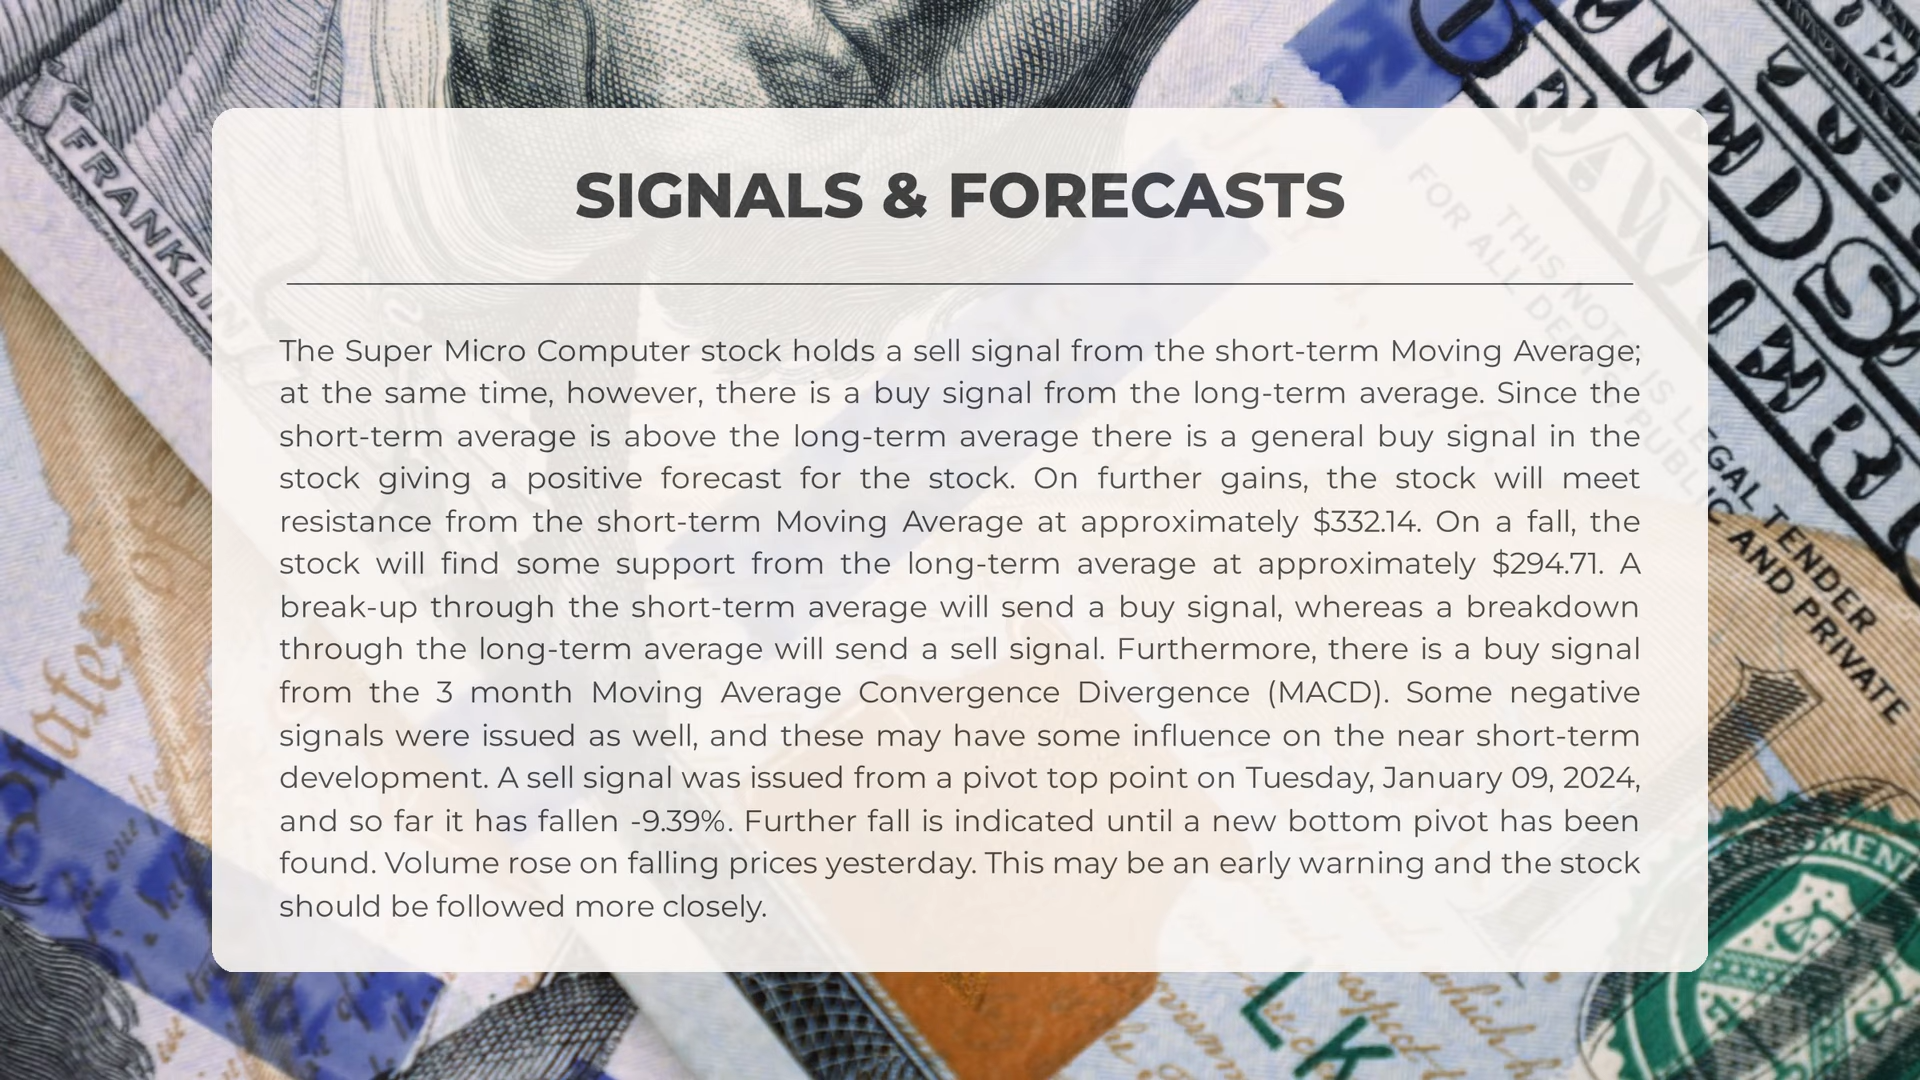 SIGNALS & FORECASTS
The Super Micro Computer stock holds a sell signal from the short-term Moving Average;
at the same time, however, there is a buy signal from the long-term average. Since the
short-term average is above the long-term average there is a general buy signal in the
stock giving a positive forecast for the stock. On further gains, the stock will meet
resistance from the short-term Moving Average at approximately $332.14. On a fall, the
stock will find some support from the long-term average at approximately $294.71. A
break-up through the short-term average will send a buy signal, whereas a breakdown
through the long-term average will send a sell signal. Furthermore, there is a buy signal
from the 3 month Moving Average Convergence Divergence (MACD). Some negative
signals were issued as well, and these may have some influence on the near short-term
development. A sell signal was issued from a pivot top point on Tuesday, January 09, 2024,
and so far it has fallen -9.39%. Further fall is indicated until a new bottom pivot has been
found. Volume rose on falling prices yesterday. This may be an early warning and the stock
should be followed more closely.
FRANKLIN
THIS NOTE IS LEGAL TENDER
FOR ALL DEBTS, PUBLIC AND PRIVATE